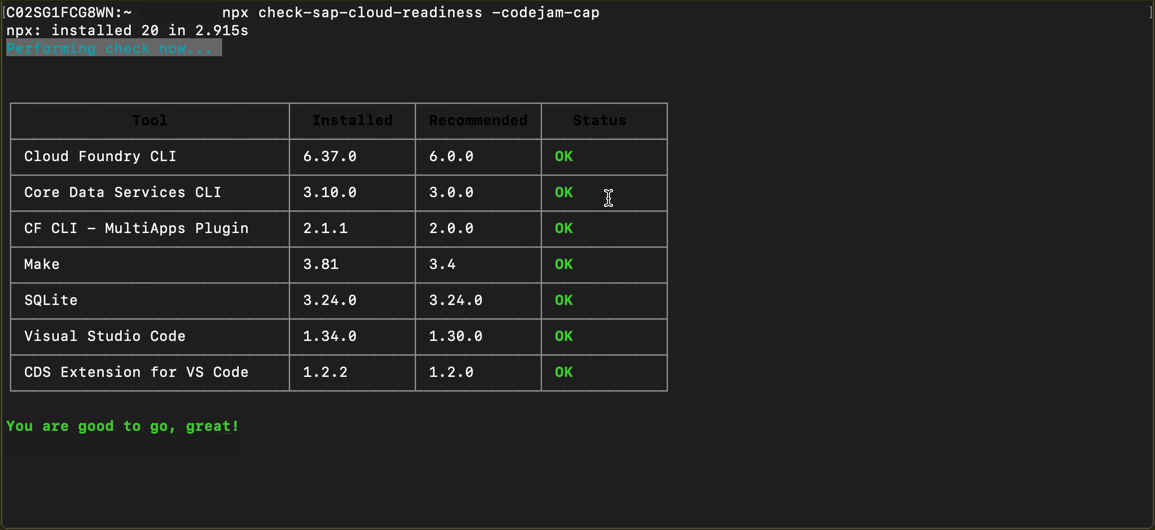 [C02SG1FCG8WN:~ npx check-sap-cloud-readiness -codejam-cap ]
npx: installed 20 in 2.915s
Performing check now...
Tool Installed Recommended Status
Cloud Foundry CLI 6.37.0 6.0.0 OK
Core Data Services CLI 3.10.0 3.0.0 OK
CF CLI – MultiApps Plugin 2.1.1 2.0.0 OK
Make 3.81 3.4 OK
SQLite 3.24.0 3.24.0 OK
Visual Studio Code 1.34.0 1.30.0 OK
CDS Extension for VS Code 1.2.2 1.2.0 OK
You are good to go, great!